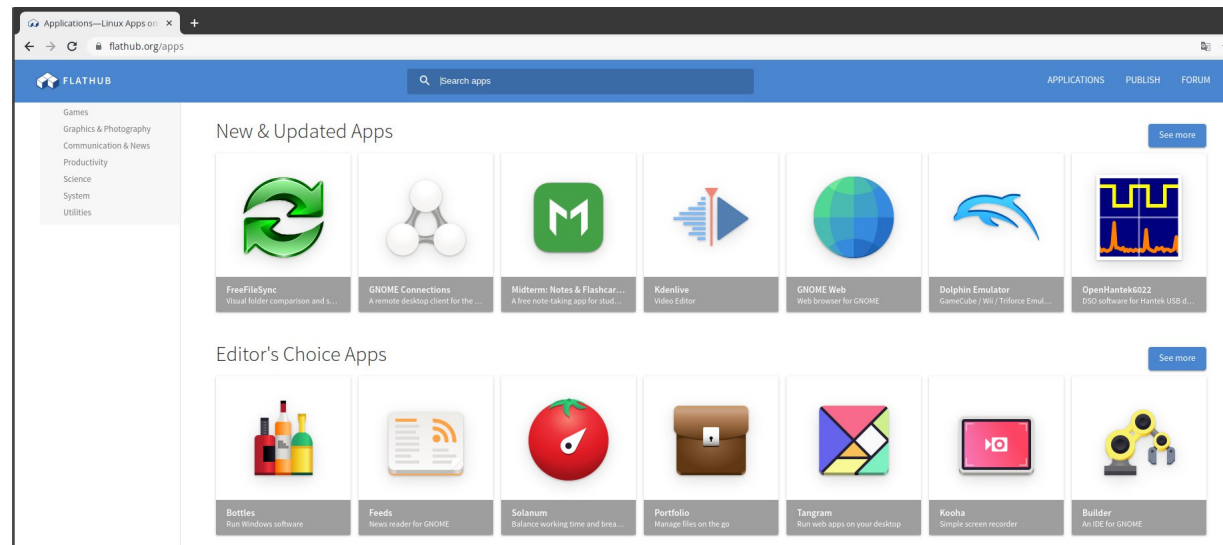 Applications—Linux Apps on
flathub.org/apps
FLATHUB
Search apps
APPLICATIONS PUBLISH FORUM
Games
Graphics & Photography
Communication & News
Productivity
Science
System
Utilities
New & Updated Apps
See more
FreeFileSync
Visual folder comparison and s...
GNOME Connections
A remote desktop client for the ...
Midterm: Notes & Flashcar...
A free note-taking app for stud...
Kdenlive
Video Editor
GNOME Web
Web browser for GNOME
Dolphin Emulator
GameCube / Wii / Triforce Emul...
OpenHantek6022
DSO software for Hantek USB d...
Editor's Choice Apps
See more
Bottles
Run Windows software
Feeds
News reader for GNOME
Solanum
Balance working time and brea...
Portfolio
Manage files on the go
Tangram
Run web apps on your desktop
Kooha
Simple screen recorder
Builder
An IDE for GNOME